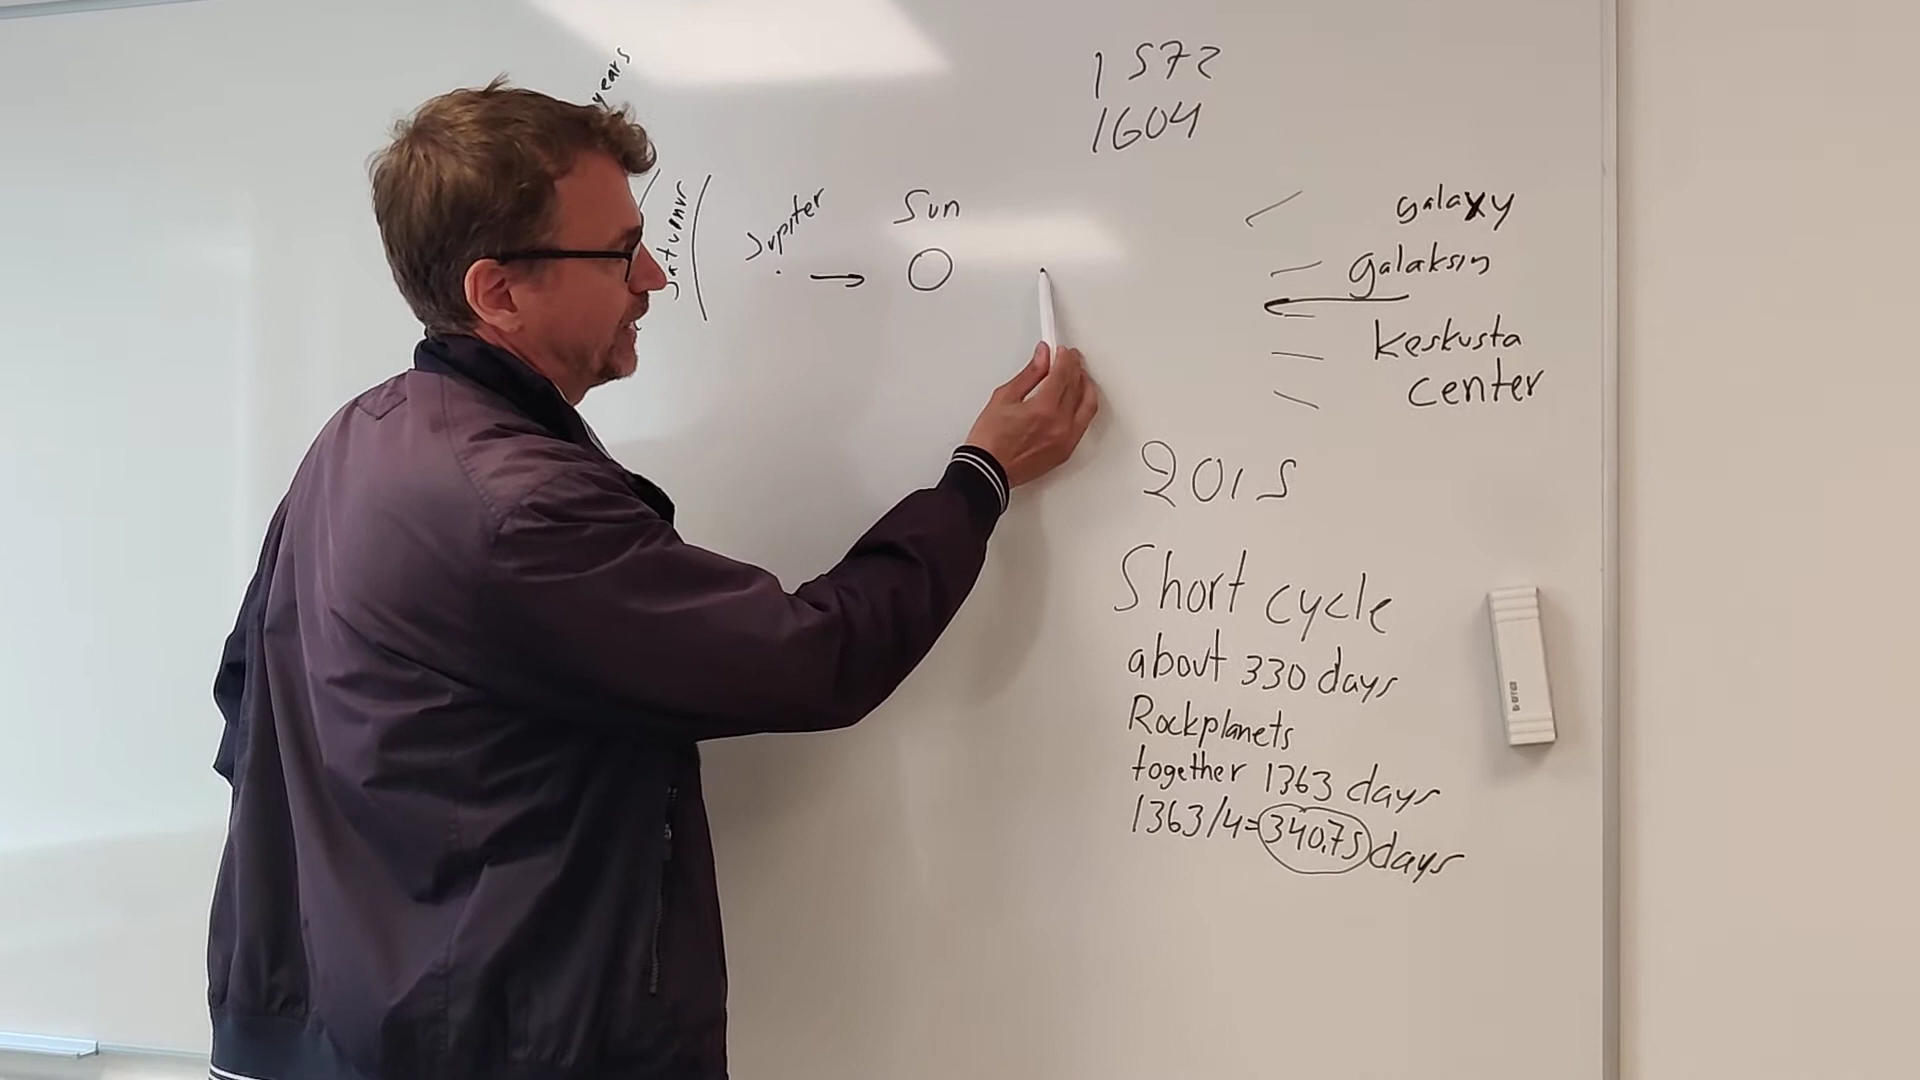 years
1572
1604
Saturnus
Jupiter
Sun
galaxy
galaksin
keskusta
center
2015
Short cycle
about 330 days
Rockplanets
together 1363 days
1363/4=340,75 days